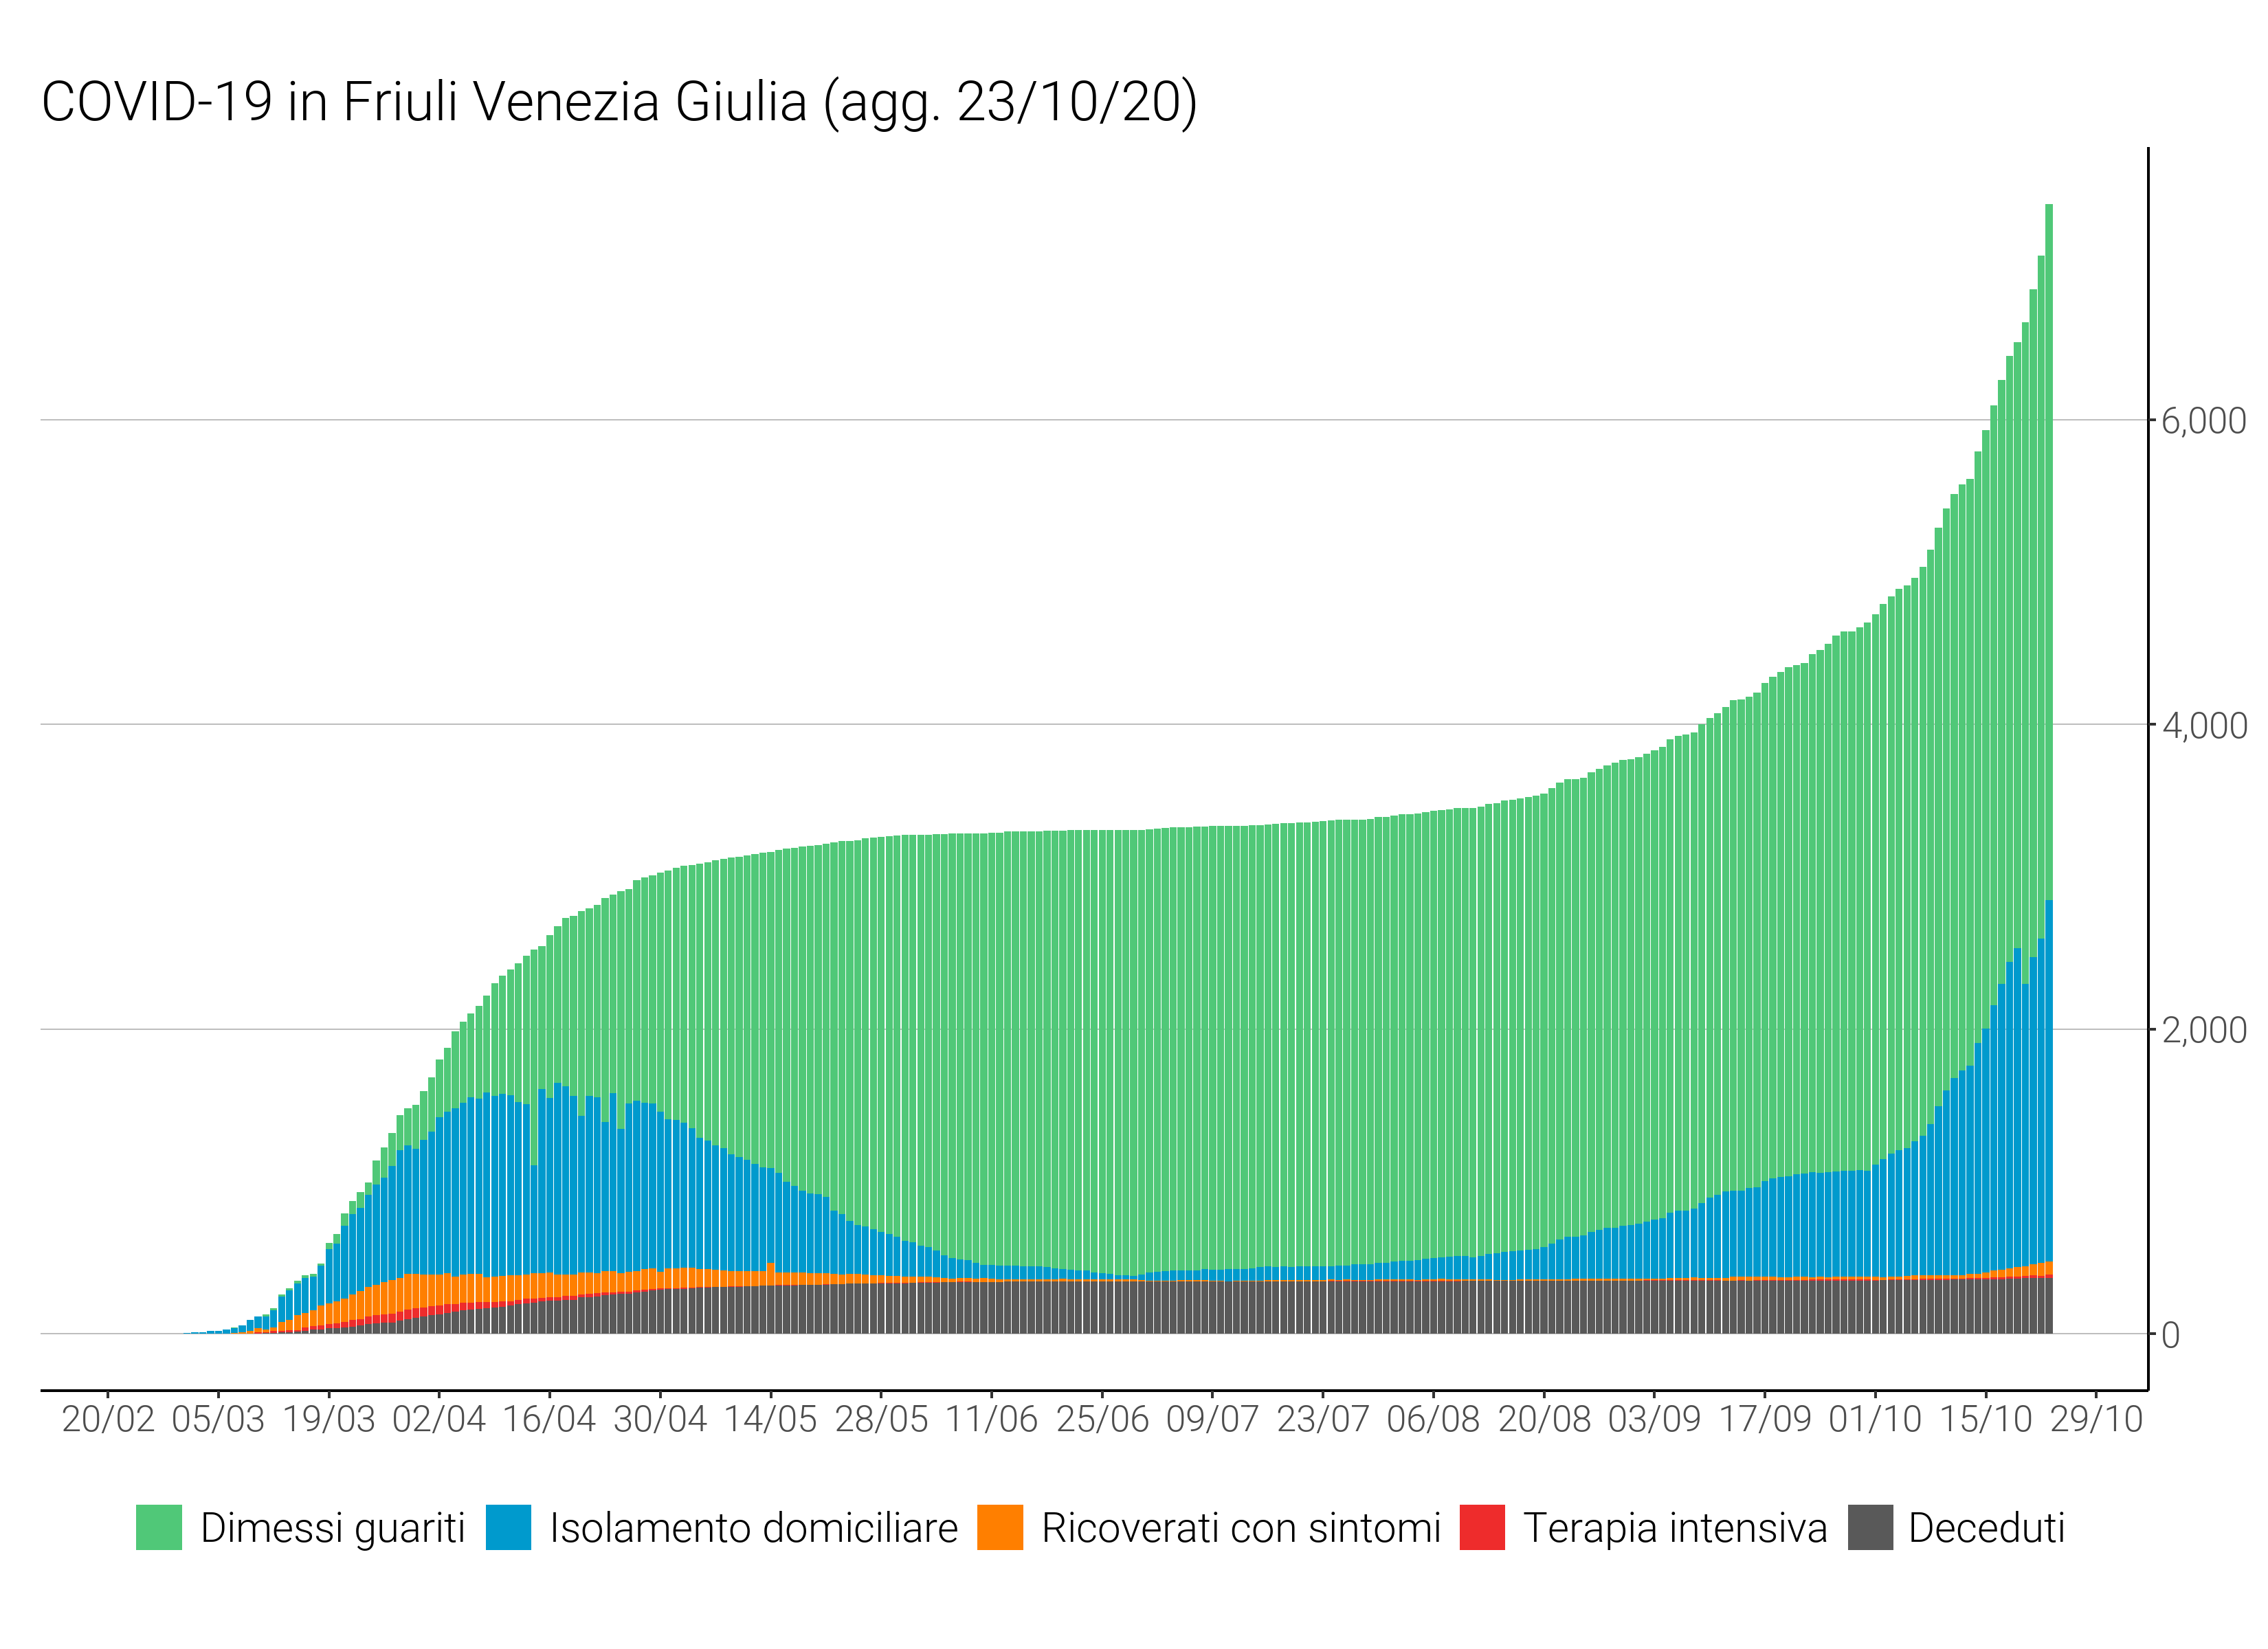 COVID-19 in Friuli Venezia Giulia (agg. 23/10/20)
6,000
4,000
2,000
0
20/02 05/03 19/03 02/04 16/04 30/04 14/05 28/05 11/06 25/06 09/07 23/07 06/08 20/08 03/09 17/09 01/10 15/10 29/10
Dimessi guariti Isolamento domiciliare Ricoverati con sintomi Terapia intensiva Deceduti